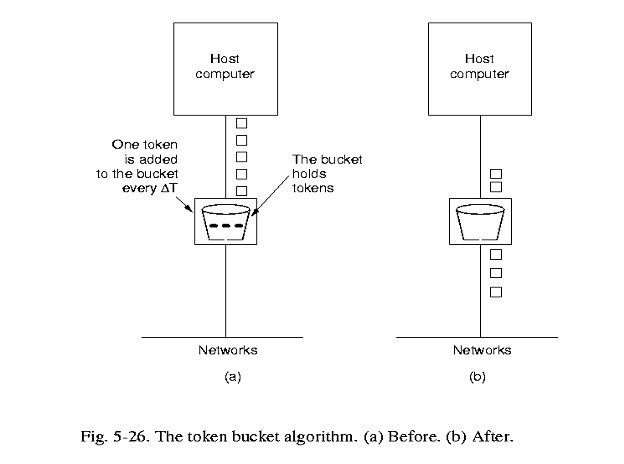 Host
computer
One token
is added
to the bucket
every ΔT
The bucket
holds
tokens
Networks
(a)
Host
computer
Networks
(b)
Fig. 5-26. The token bucket algorithm. (a) Before. (b) After.